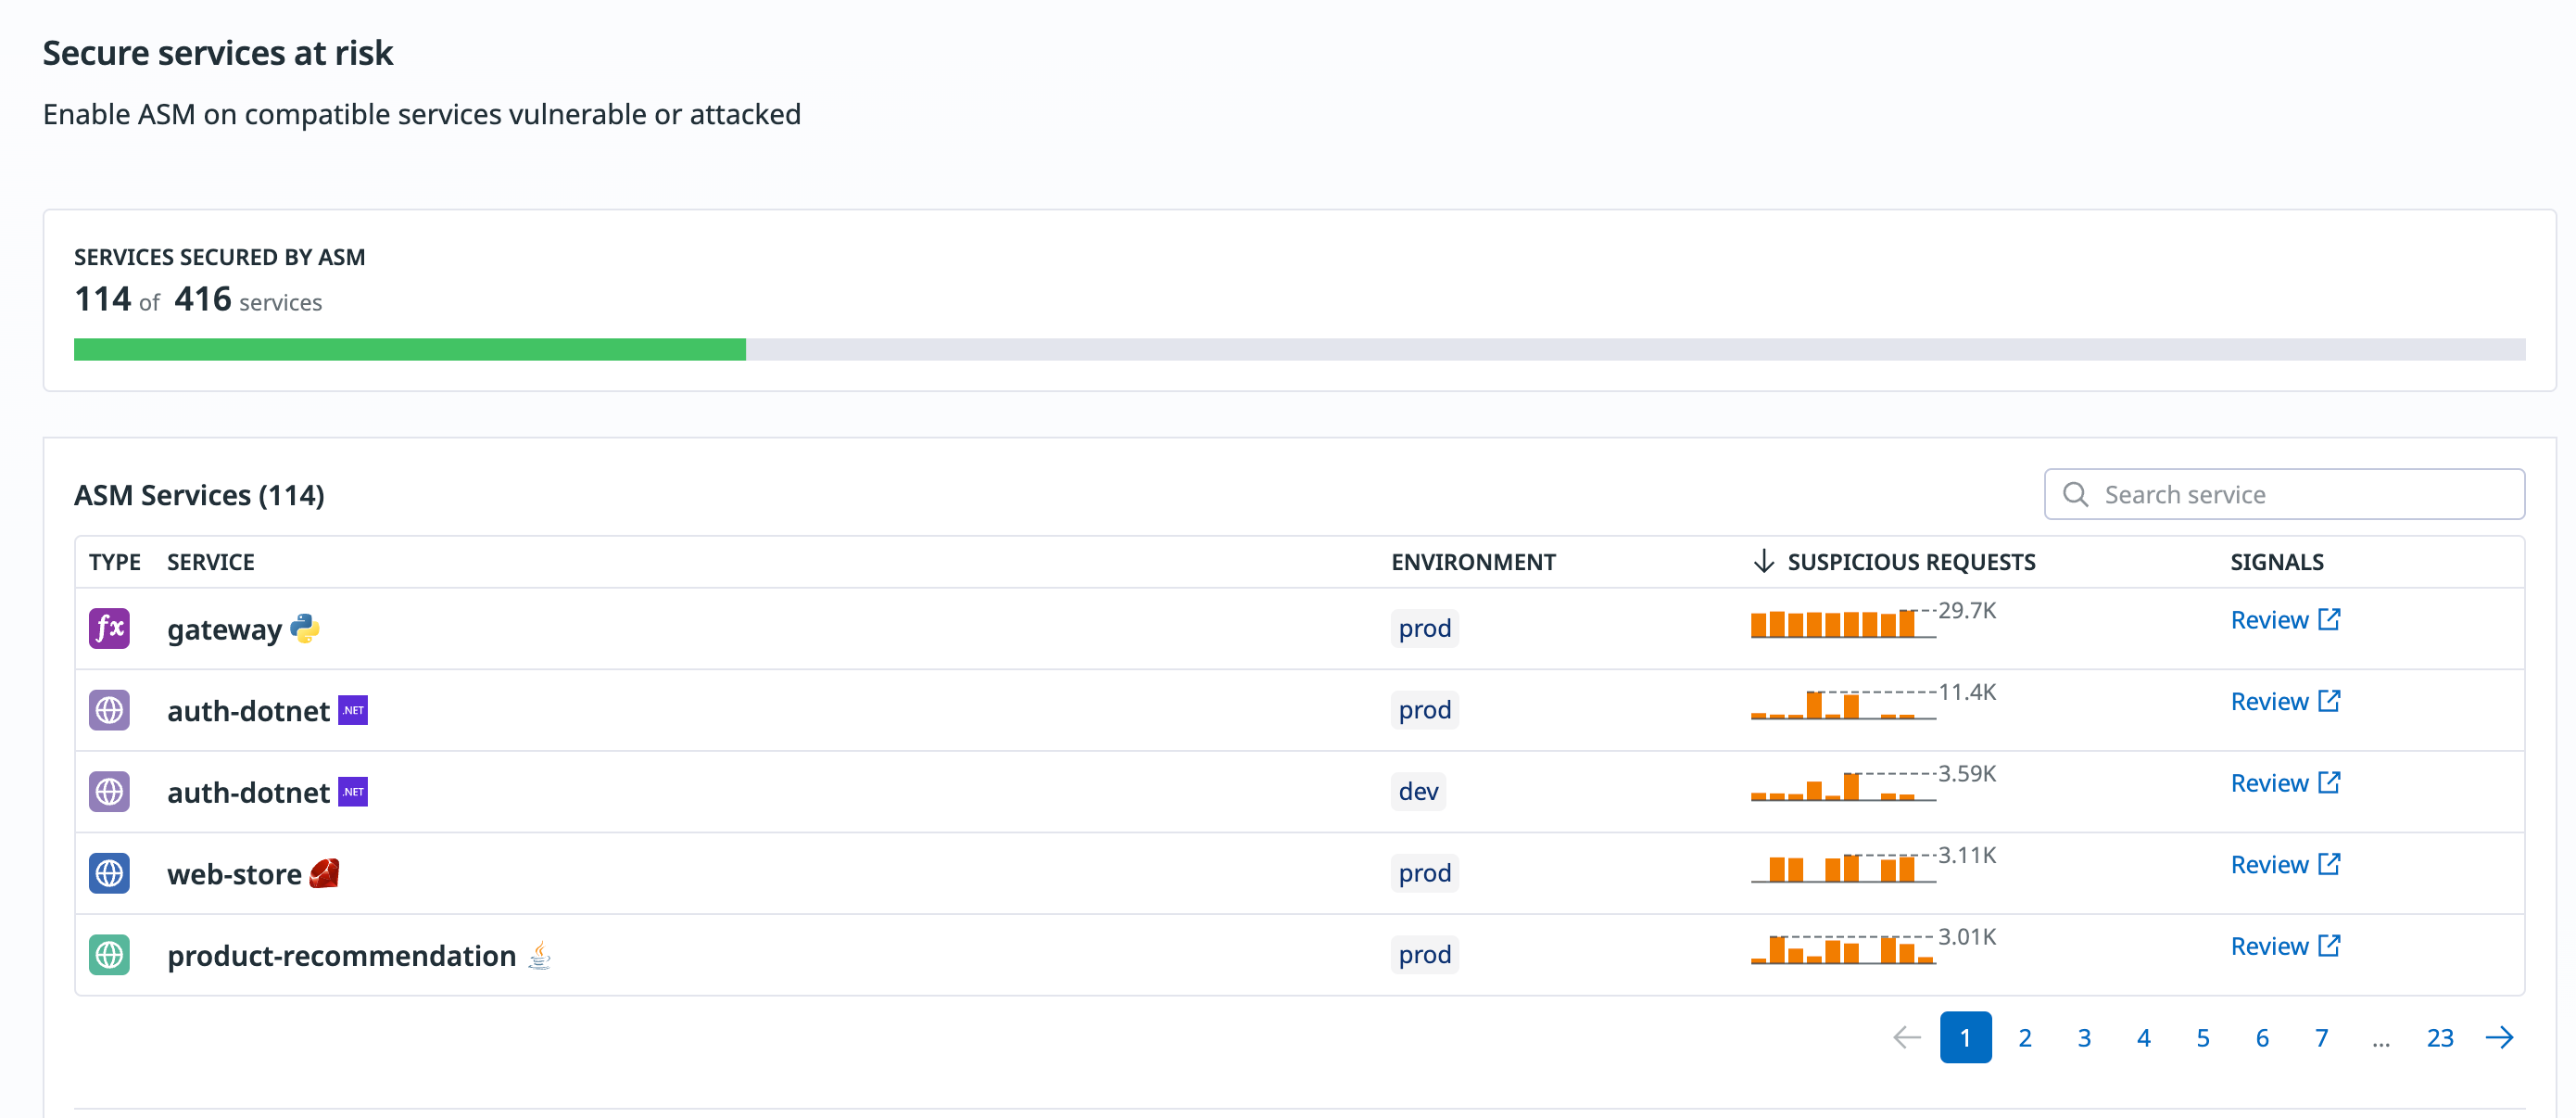 Secure services at risk
Enable ASM on compatible services vulnerable or attacked
SERVICES SECURED BY ASM
114 of 416 services
ASM Services (114)
Search service
TYPE SERVICE ENVIRONMENT SUSPICIOUS REQUESTS SIGNALS
fx gateway prod 29.7K Review
auth-dotnet .NET prod 11.4K Review
auth-dotnet .NET dev 3.59K Review
web-store prod 3.11K Review
product-recommendation prod 3.01K Review
1 2 3 4 5 6 7 ... 23